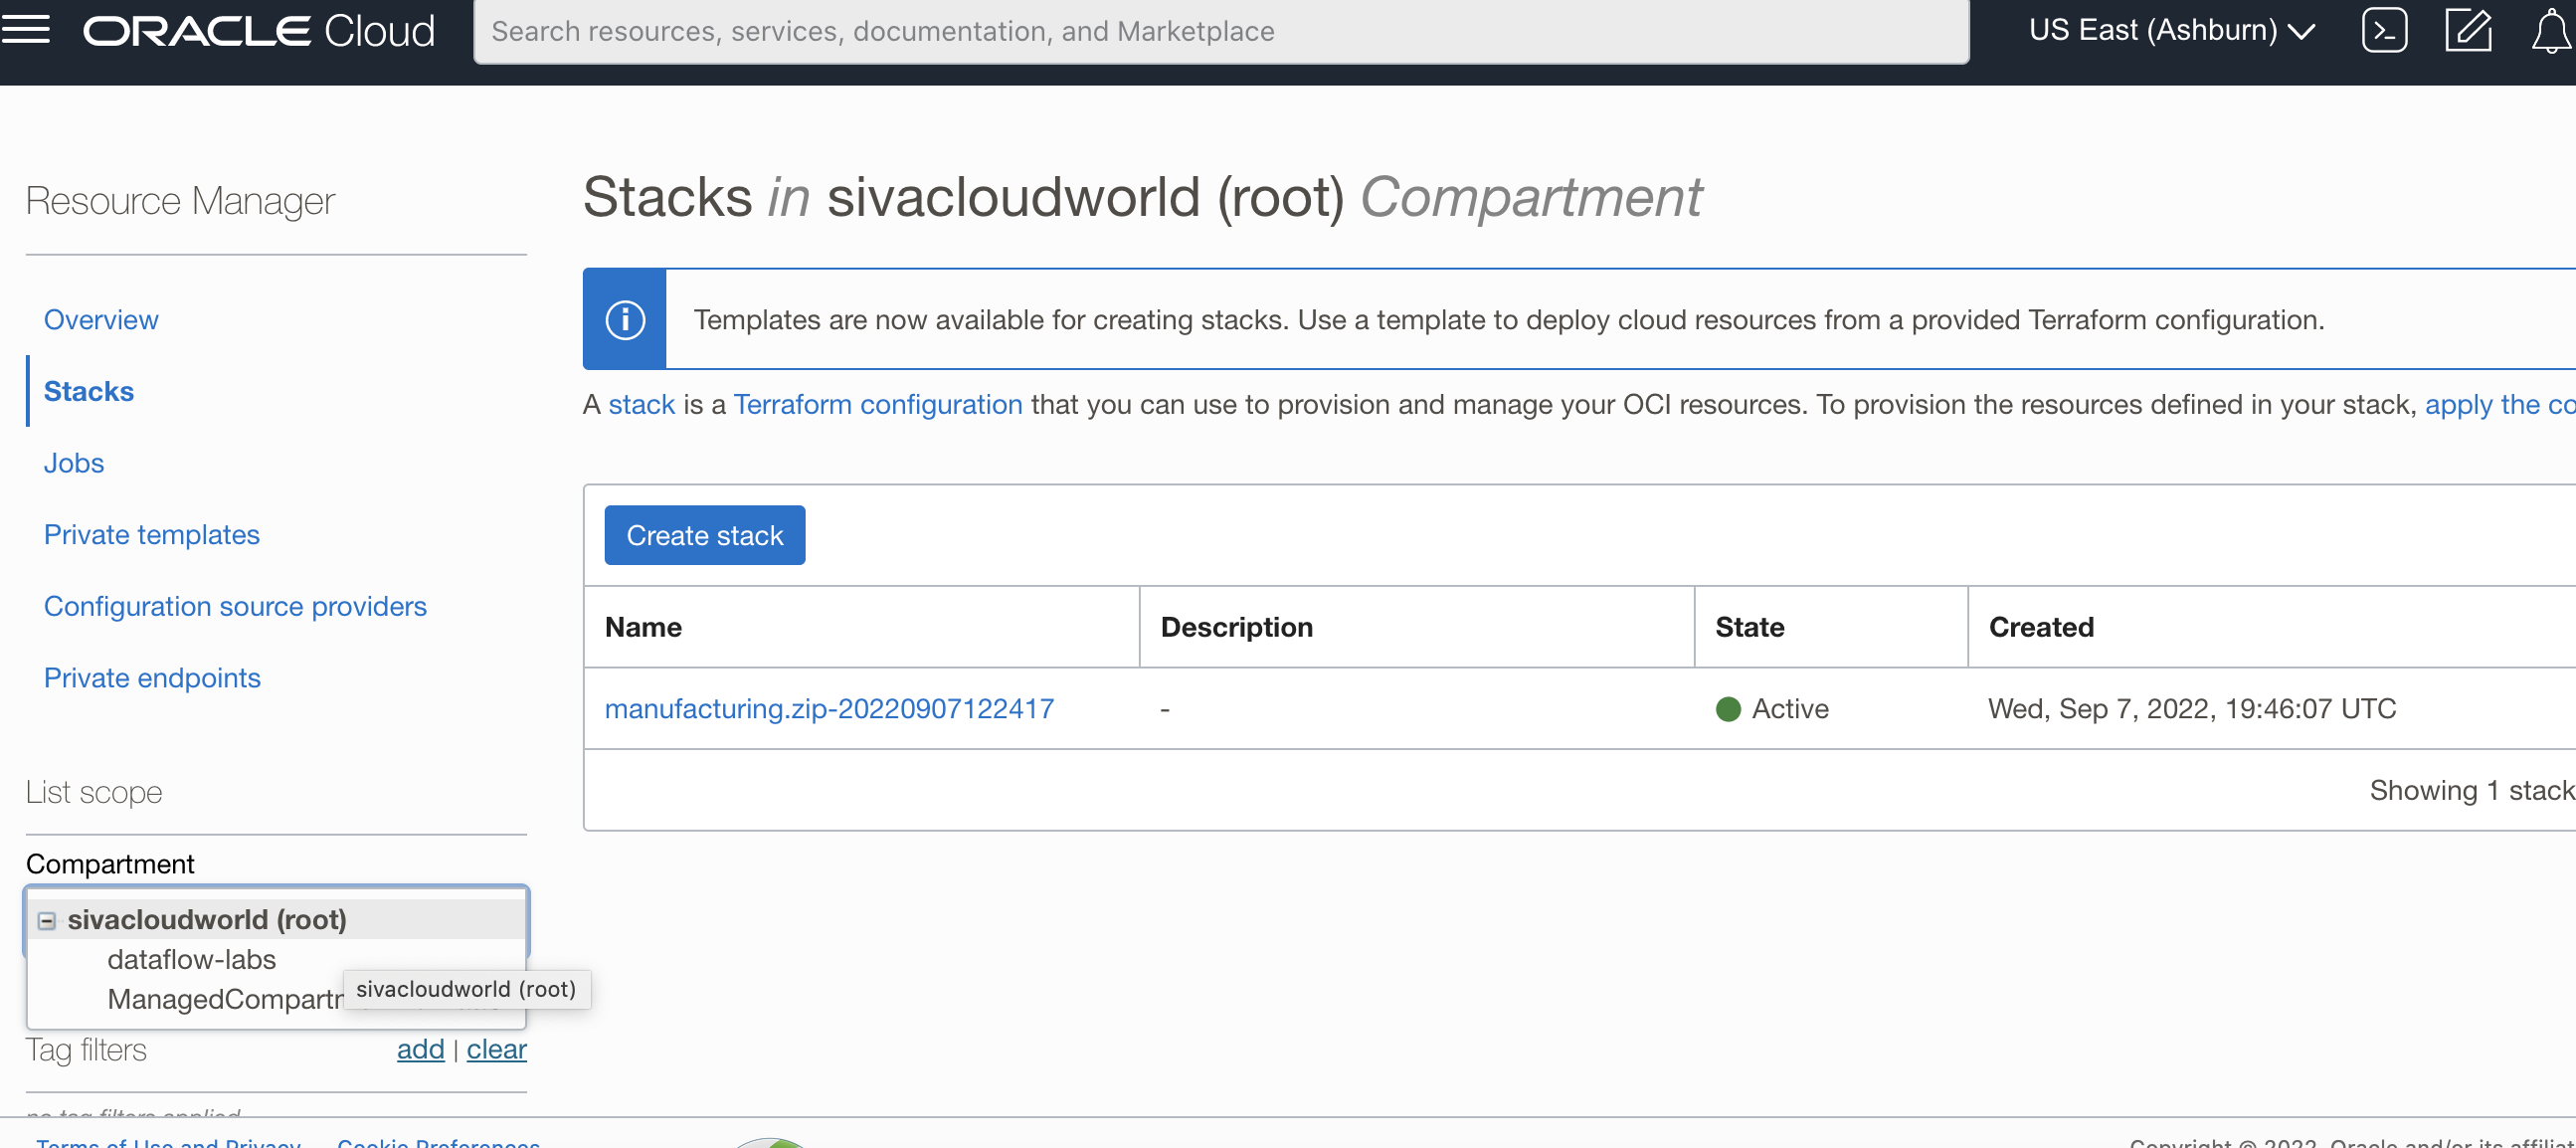 ORACLE Cloud
Search resources, services, documentation, and Marketplace
US East (Ashburn)
Resource Manager
Overview
Stacks
Jobs
Private templates
Configuration source providers
Private endpoints
List scope
Compartment
sivacloudworld (root)
dataflow-labs
ManagedCompartm
sivacloudworld (root)
Tag filters
add | clear
no tag filters applied
Terms of Use and Privacy Cookie Preferences
Stacks in sivacloudworld (root) Compartment
Templates are now available for creating stacks. Use a template to deploy cloud resources from a provided Terraform configuration.
A stack is a Terraform configuration that you can use to provision and manage your OCI resources. To provision the resources defined in your stack, apply the co
Create stack
Name Description State Created
manufacturing.zip-20220907122417 - Active Wed, Sep 7, 2022, 19:46:07 UTC
Showing 1 stack
Copyright © 2022, Oracle and/or its affiliat